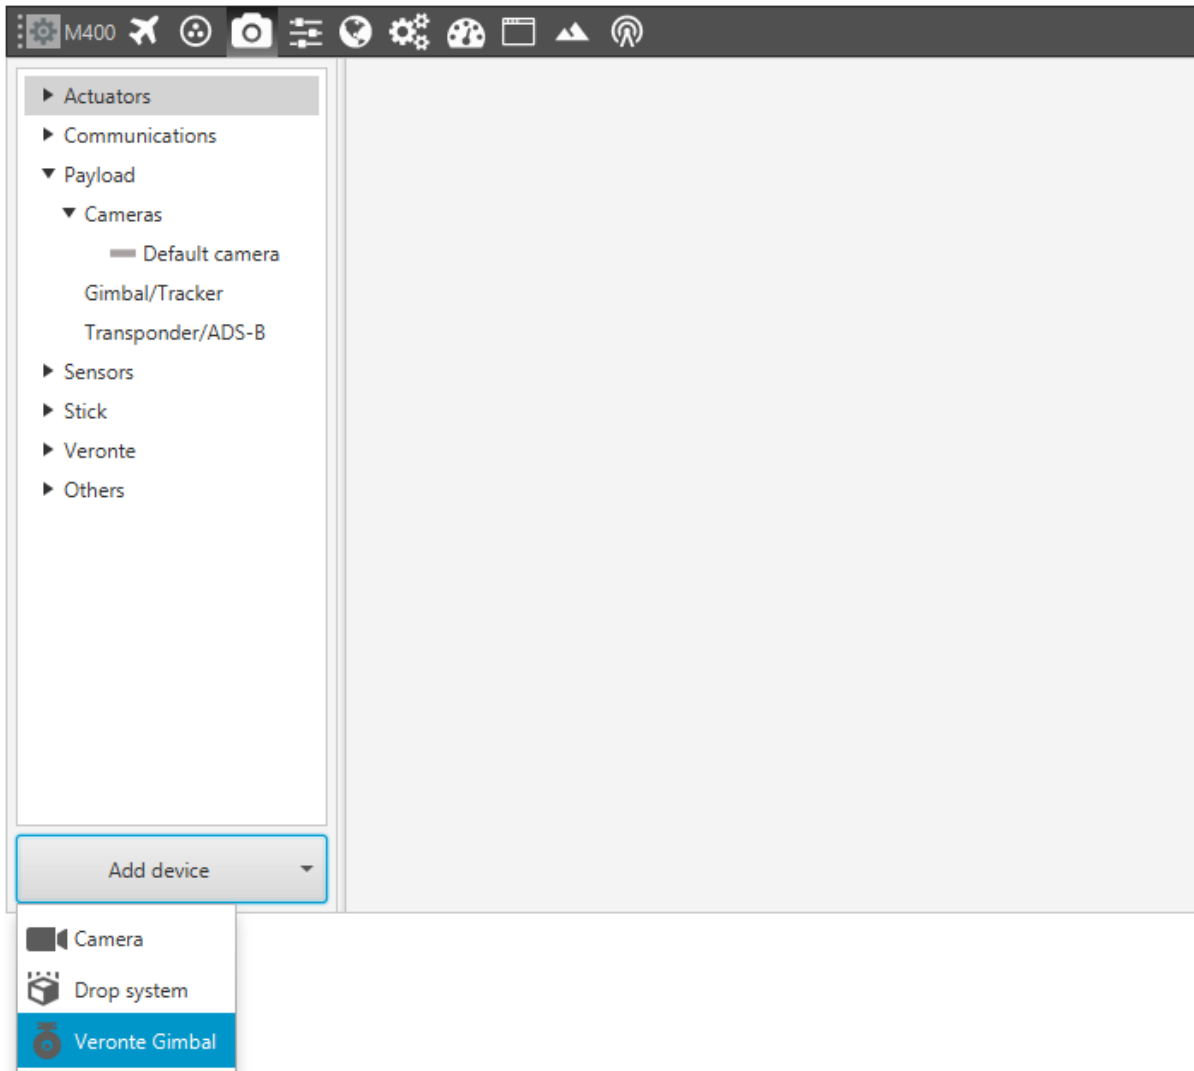 M400
Actuators
Communications
Payload
Cameras
Default camera
Gimbal/Tracker
Transponder/ADS-B
Sensors
Stick
Veronte
Others
Add device
Camera
Drop system
Veronte Gimbal